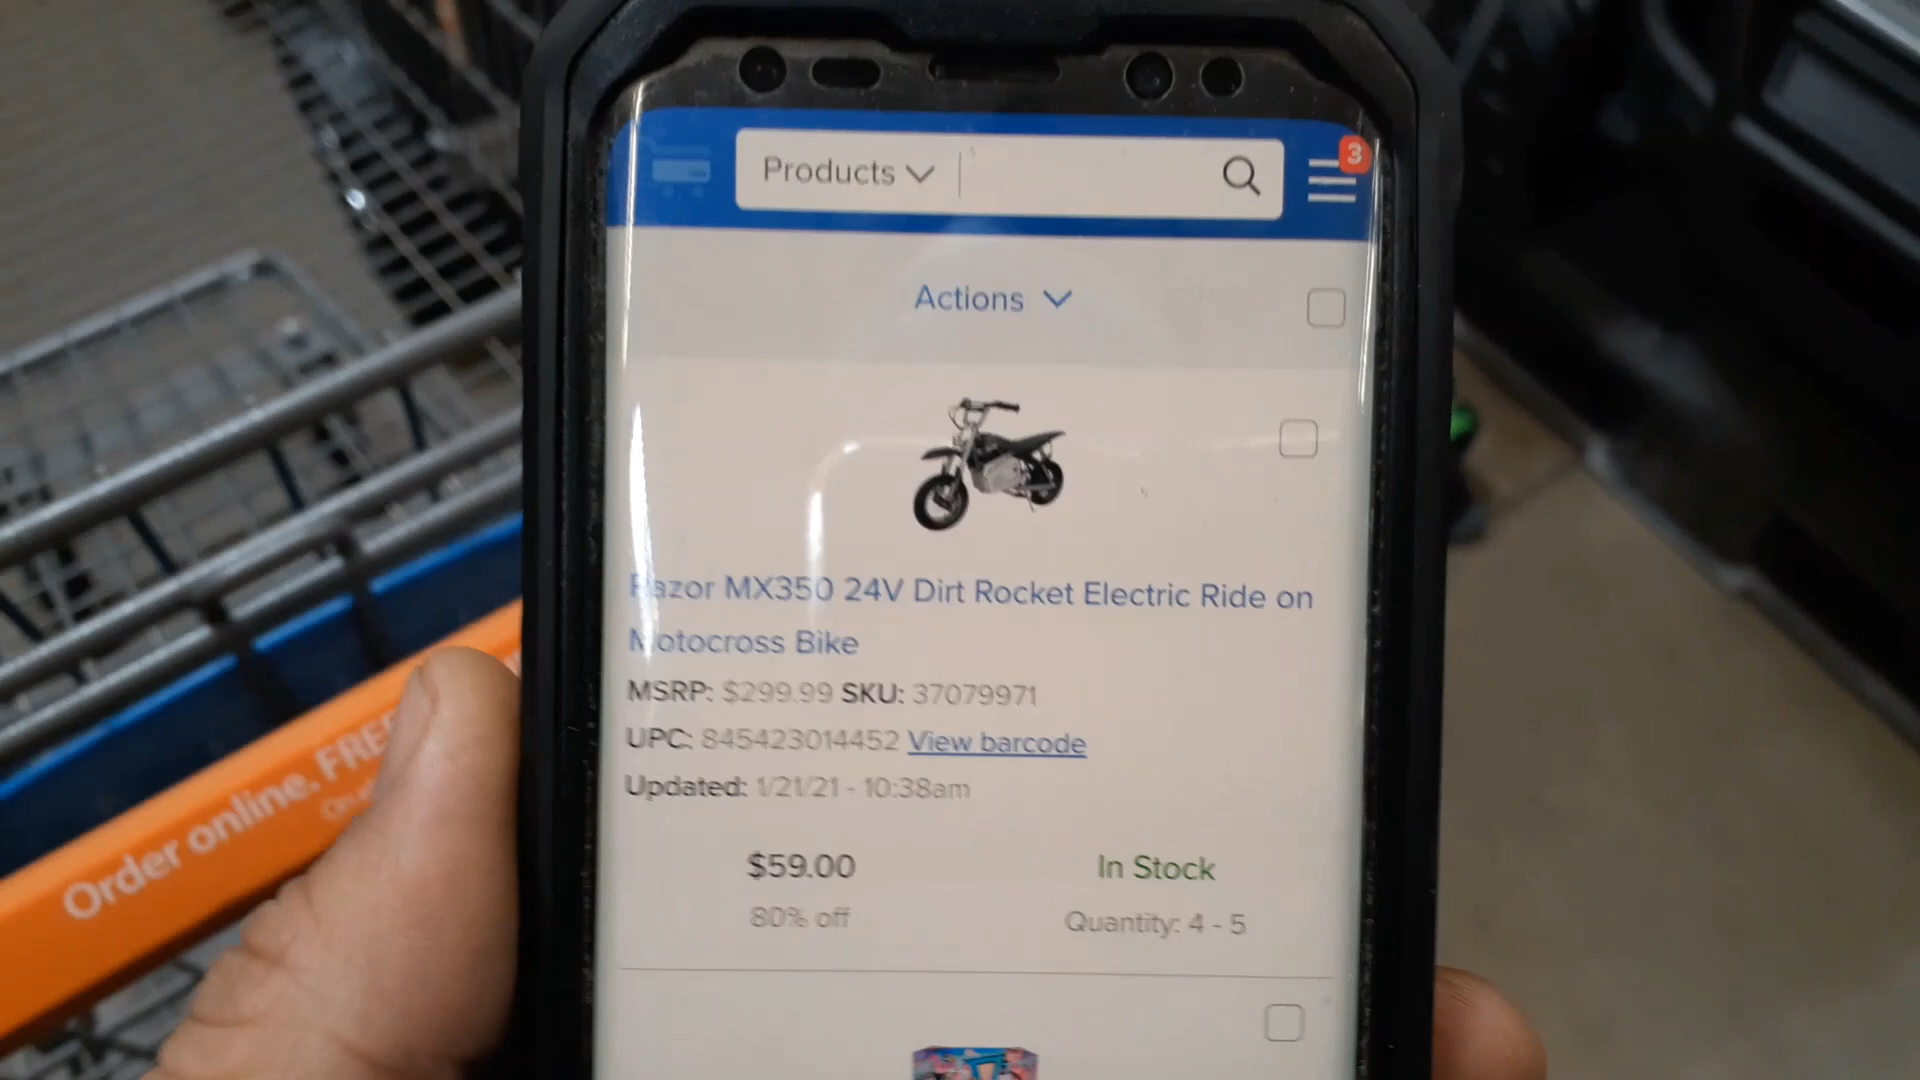 Products
3
Actions
Razor MX350 24V Dirt Rocket Electric Ride on
Motocross Bike
MSRP: $299.99 SKU: 37079971
UPC: 845423014452 View barcode
Updated: 1/21/21 - 10:38am
$59.00 In Stock
80% off Quantity: 4 - 5
Order online. FREE